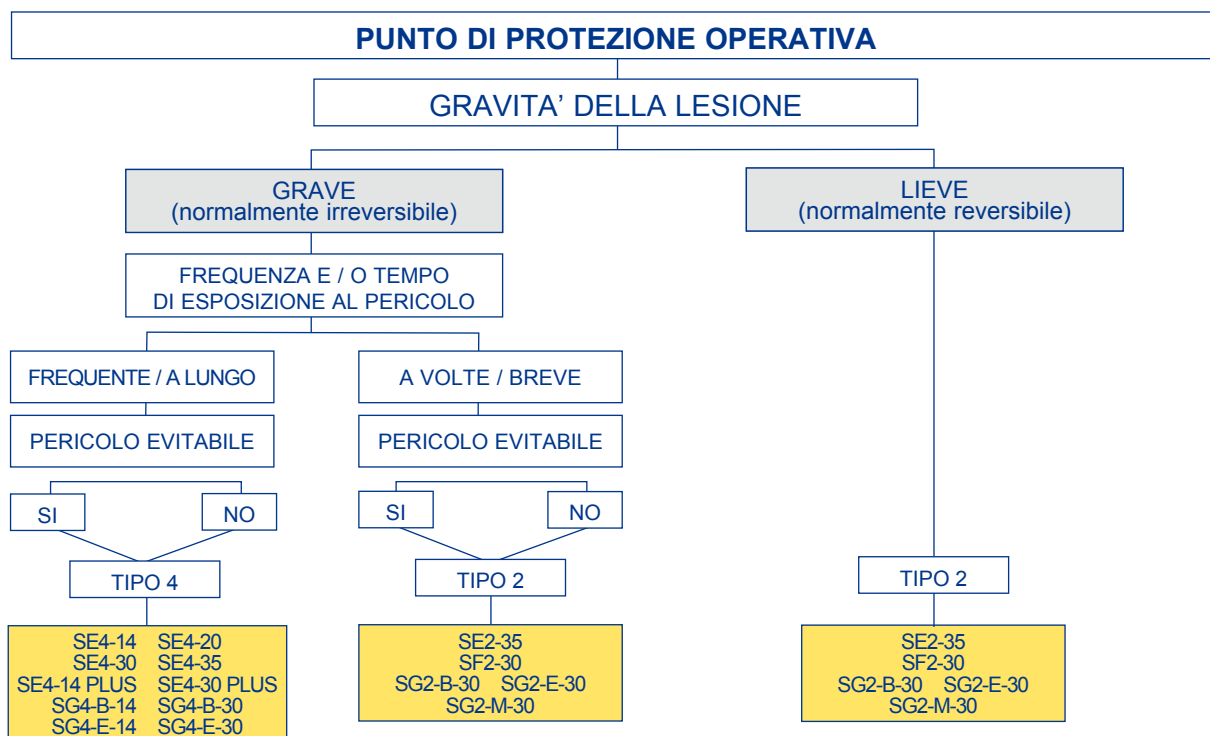 PUNTO DI PROTEZIONE OPERATIVA
GRAVITA' DELLA LESIONE
GRAVE
(normalmente irreversibile)
LIEVE
(normalmente reversibile)
FREQUENZA E / O TEMPO
DI ESPOSIZIONE AL PERICOLO
FREQUENTE / A LUNGO
A VOLTE / BREVE
PERICOLO EVITABILE
PERICOLO EVITABILE
SI
NO
SI
NO
TIPO 4
TIPO 2
TIPO 2
SE4-14 SE4-20
SE4-30 SE4-35
SE4-14 PLUS SE4-30 PLUS
SG4-B-14 SG4-B-30
SG4-E-14 SG4-E-30
SE2-35
SF2-30
SG2-B-30 SG2-E-30
SG2-M-30
SE2-35
SF2-30
SG2-B-30 SG2-E-30
SG2-M-30